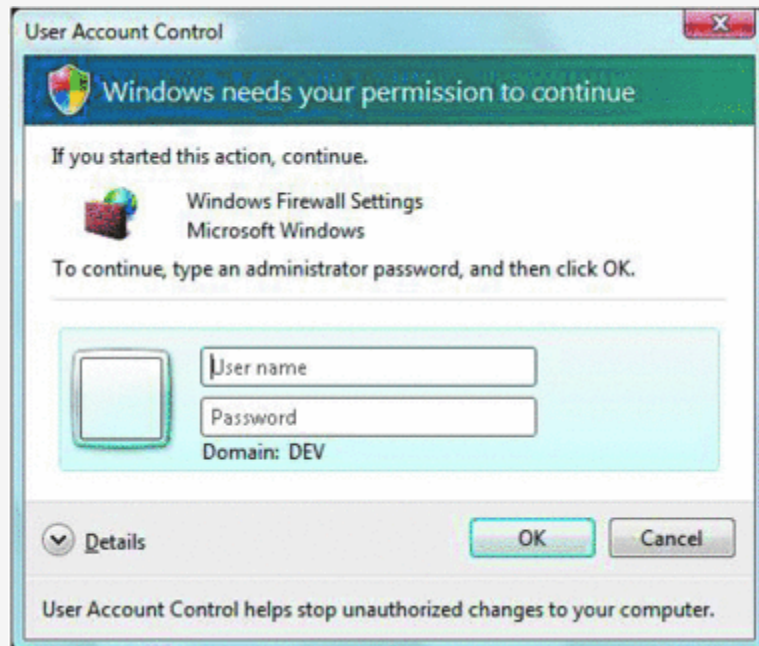 User Account Control
Windows needs your permission to continue
If you started this action, continue.
Windows Firewall Settings
Microsoft Windows
To continue, type an administrator password, and then click OK.
User name
Password
Domain: DEV
Details
OK
Cancel
User Account Control helps stop unauthorized changes to your computer.